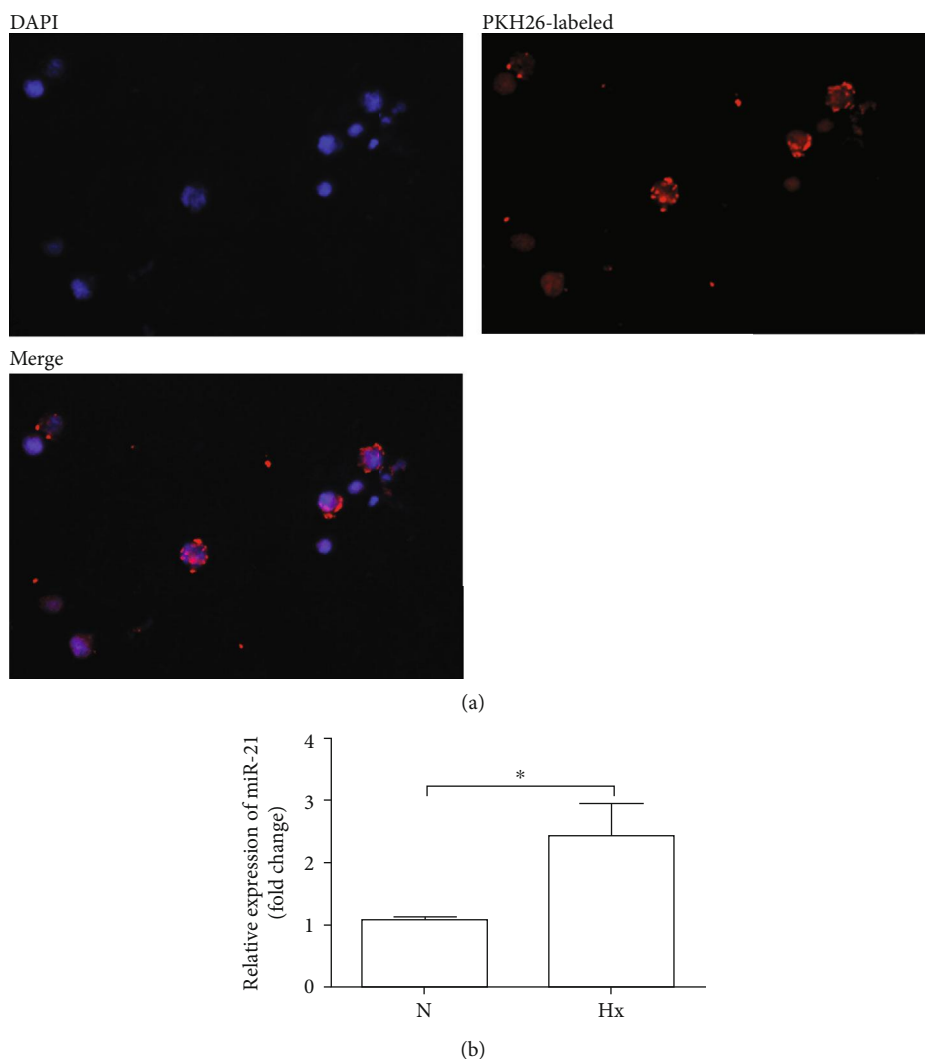 DAPI
PKH26-labeled
Merge
(a)
Relative expression of miR-21
(fold change)
4
3
2
1
0
*
N
Hx
(b)